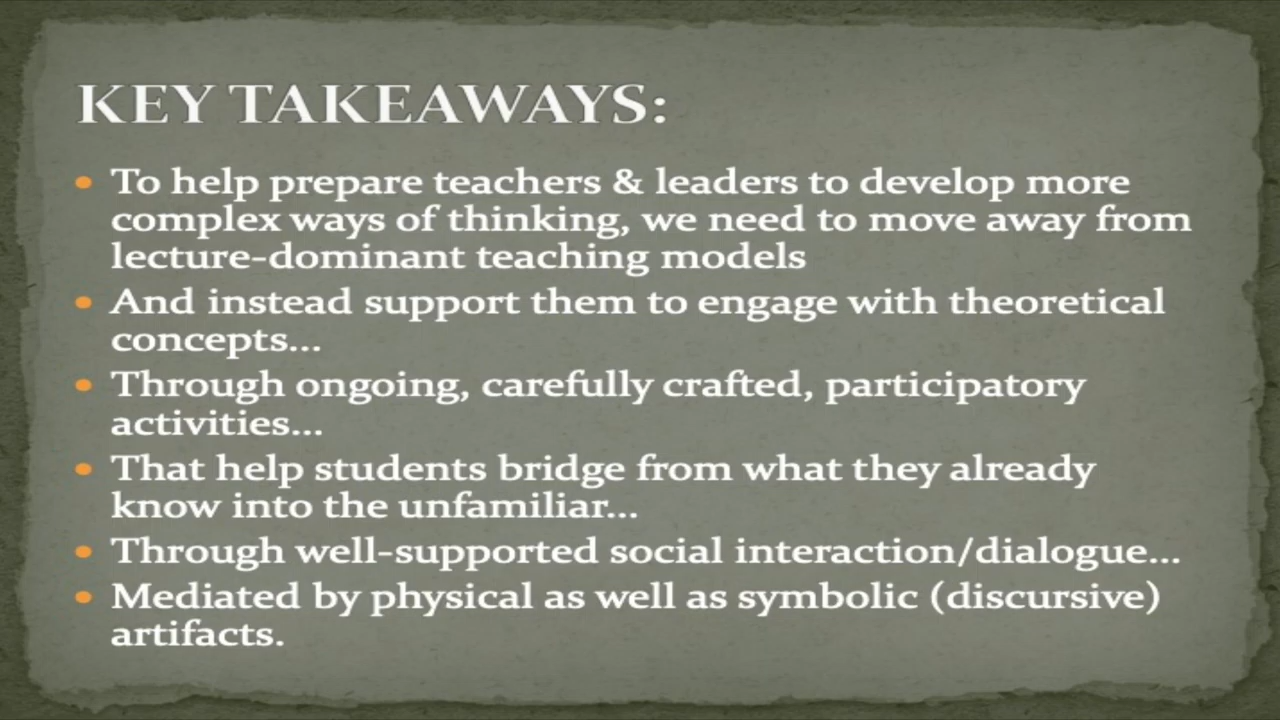 KEY TAKEAWAYS:
• To help prepare teachers & leaders to develop more
complex ways of thinking, we need to move away from
lecture-dominant teaching models
• And instead support them to engage with theoretical
concepts...
• Through ongoing, carefully crafted, participatory
activities...
• That help students bridge from what they already
know into the unfamiliar...
• Through well-supported social interaction/dialogue...
• Mediated by physical as well as symbolic (discursive)
artifacts.